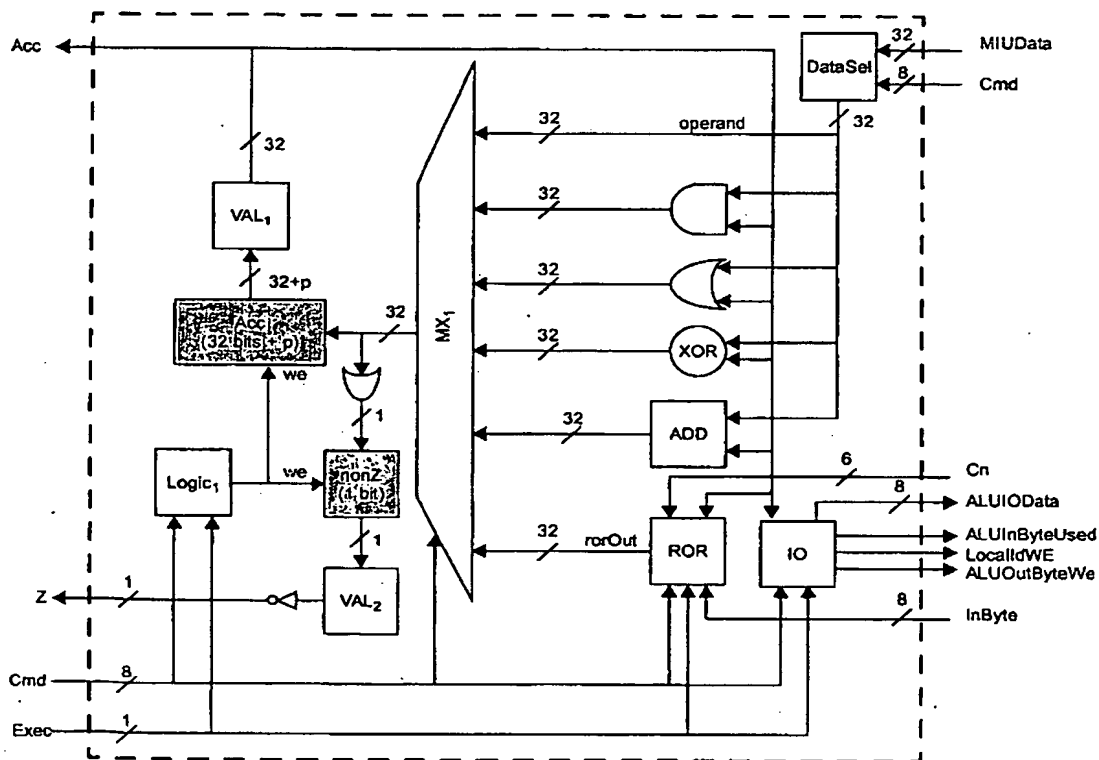 Acc
32
MIUData
DataSel
8
Cmd
32
operand
32
32
VAL₁
32
32+p
32
Acc
(32 bits + p)
32
MX₁
32
XOR
we
1
32
ADD
Logic₁
we
nonZ
(1 bit)
6
Cn
8
ALUIOData
1
32
rorOut
ROR
IO
ALUInByteUsed
LocalIdWE
ALUOutByteWe
Z
1
VAL₂
8
InByte
Cmd
8
Exec
1